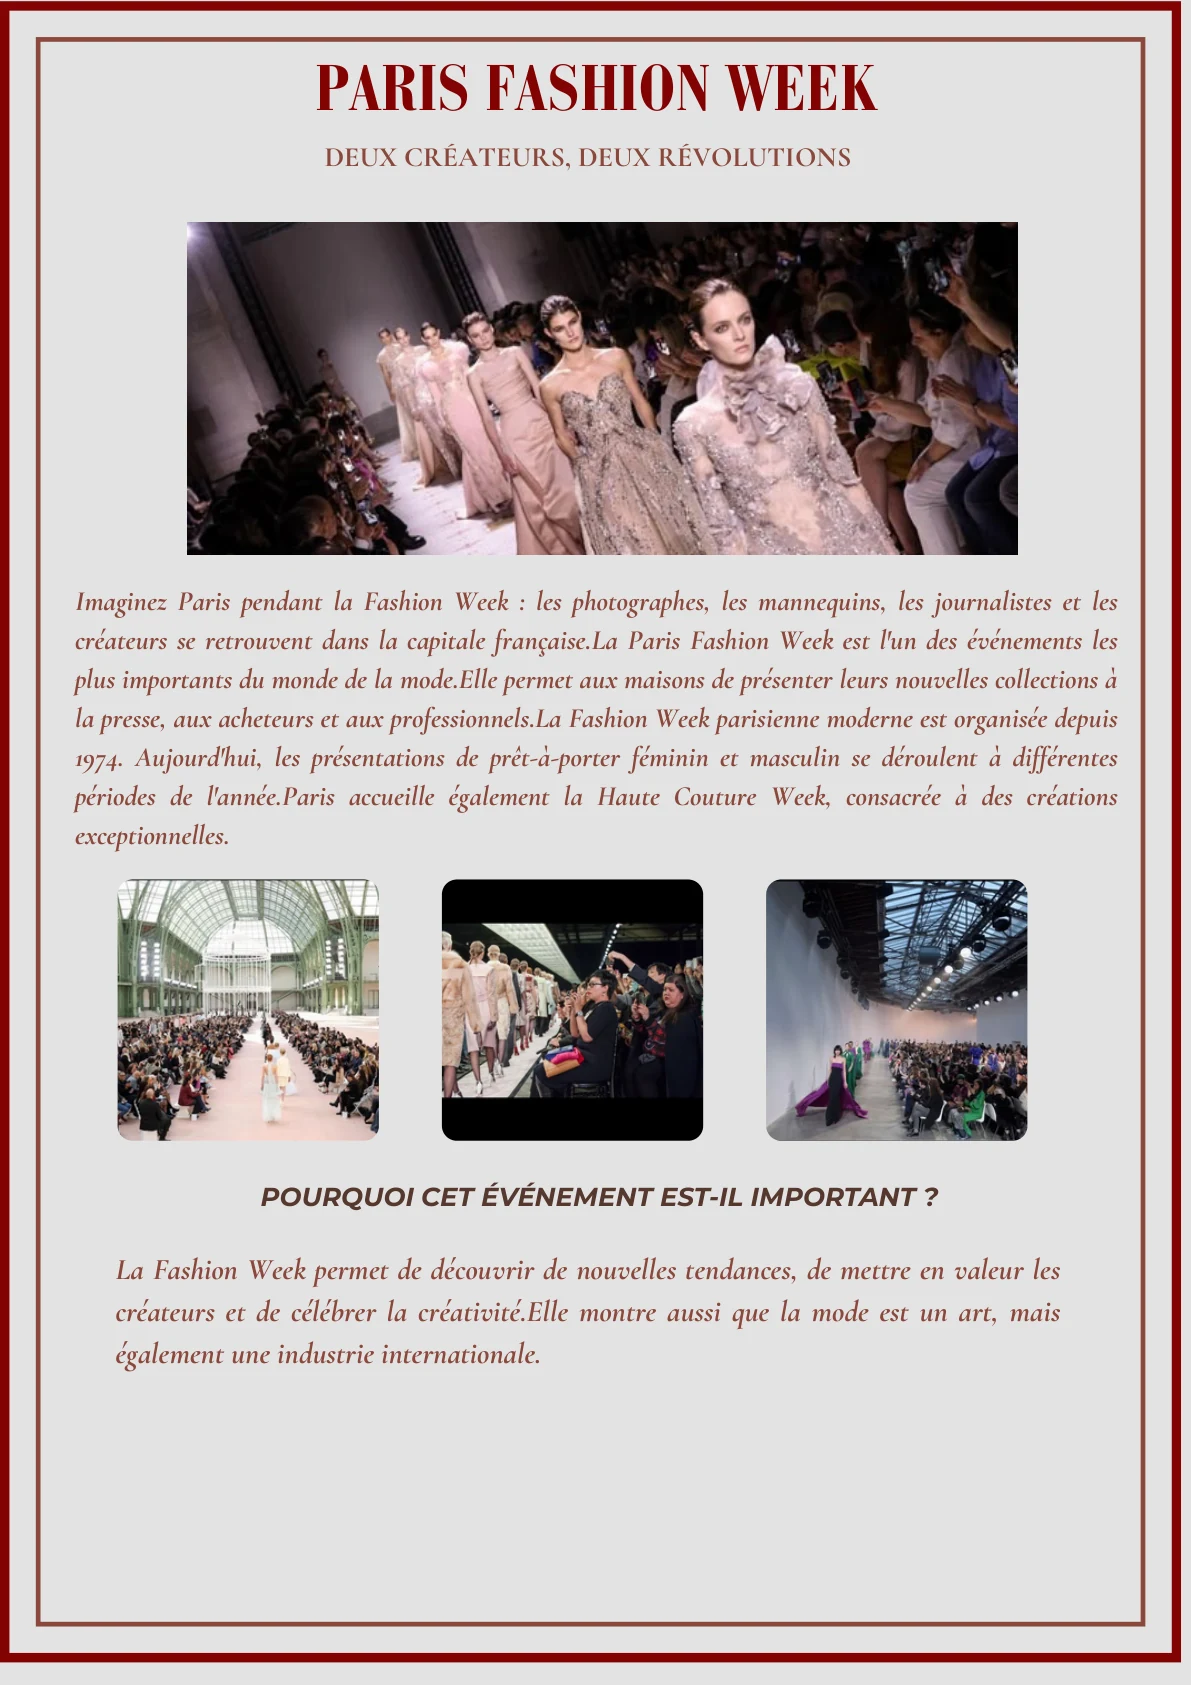 PARIS FASHION WEEK
DEUX CRÉATEURS, DEUX RÉVOLUTIONS
Imaginez Paris pendant la Fashion Week : les photographes, les mannequins, les journalistes et les
créateurs se retrouvent dans la capitale française.La Paris Fashion Week est l'un des événements les
plus importants du monde de la mode.Elle permet aux maisons de présenter leurs nouvelles collections à
la presse, aux acheteurs et aux professionnels.La Fashion Week parisienne moderne est organisée depuis
1974. Aujourd'hui, les présentations de prêt-à-porter féminin et masculin se déroulent à différentes
périodes de l'année.Paris accueille également la Haute Couture Week, consacrée à des créations
exceptionnelles.
POURQUOI CET ÉVÉNEMENT EST-IL IMPORTANT ?
La Fashion Week permet de découvrir de nouvelles tendances, de mettre en valeur les
créateurs et de célébrer la créativité.Elle montre aussi que la mode est un art, mais
également une industrie internationale.